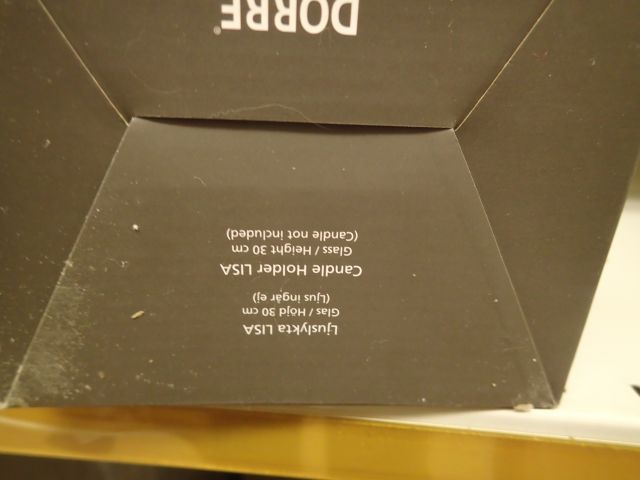 Ljuslykta LISA
Glas / Höjd 30 cm
(Ljus ingår ej)
Candle Holder LISA
Glass / Height 30 cm
(Candle not included)
DORRE®